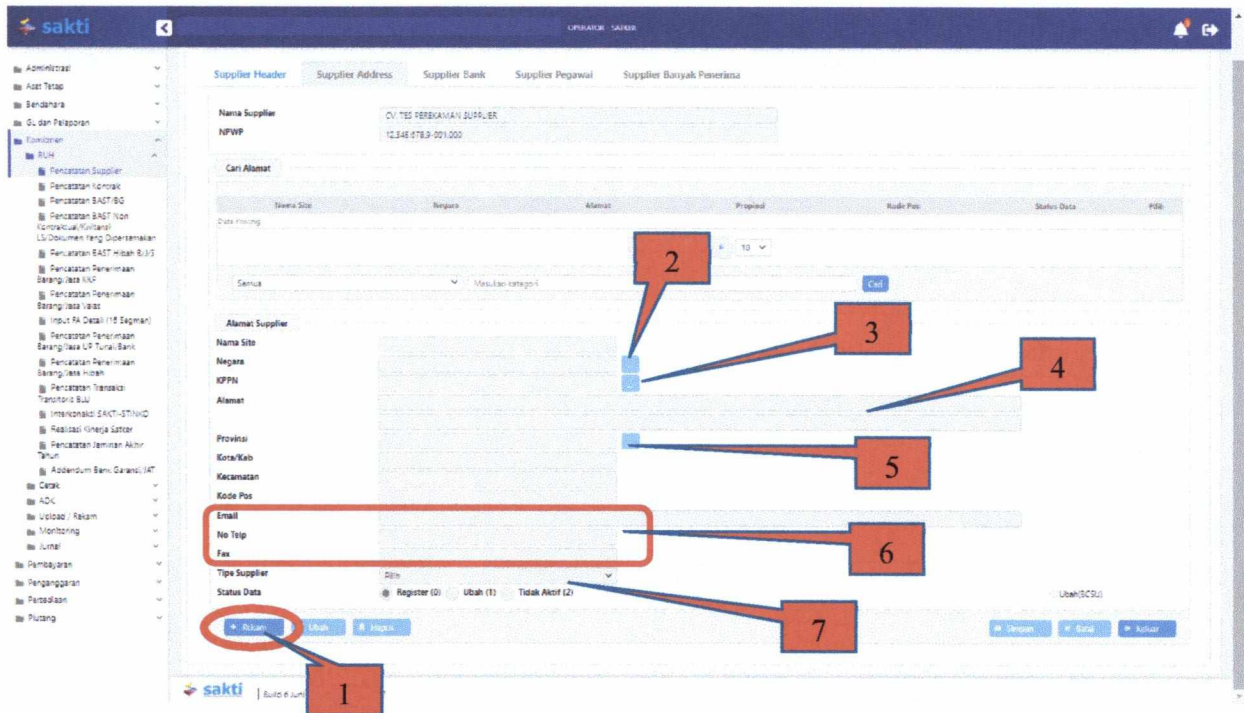 sakti
OPERATOR - SATKER
Administrasi
Aset Tetap
Bendahara
GL dan Pelaporan
Komitmen
RUH
Pencatatan Supplier
Pencatatan Kontrak
Pencatatan BAST/BG
Pencatatan BAST Non
Kontraktual/Kwitansi
LS/Dokumen Yang Dipersamakan
Pencatatan BAST Hibah B/J/S
Pencatatan Penerimaan
Barang/Jasa KKP
Pencatatan Penerimaan
Barang/Jasa Valas
Input FA Detail (16 Segmen)
Pencatatan Penerimaan
Barang/Jasa UP Tunai-Bank
Pencatatan Penerimaan
Barang/Jasa Hibah
Pencatatan Transaksi
Transitoris BLU
Interkoneksi SAKTI-STINKD
Realisasi Kinerja Satker
Pencatatan Jaminan Akhir
Tahun
Addendum Bank Garansi JAT
Cetak
ADK
Upload / Rekam
Monitoring
Jurnal
Pembayaran
Penganggaran
Persediaan
Piutang
Supplier Header
Supplier Address
Supplier Bank
Supplier Pegawai
Supplier Banyak Penerima
Nama Supplier
CV. TES PEREKAMAN SUPPLIER
NPWP
12.345.678.9-001.000
Cari Alamat
Nama Site
Negara
Alamat
Propinsi
Kode Pos
Status Data
Pilih
Data Kosong
10
2
Semua
Masukan kategori
Cari
Alamat Supplier
Nama Site
3
Negara
KPPN
4
Alamat
Provinsi
Kota/Kab
5
Kecamatan
Kode Pos
Email
No Telp
6
Fax
Tipe Supplier
Pilih
Status Data
Register (0)
Ubah (1)
Tidak Aktif (2)
Ubah(SCSU)
7
Rekam
Ubah
Hapus
Simpan
Batal
Keluar
1
sakti